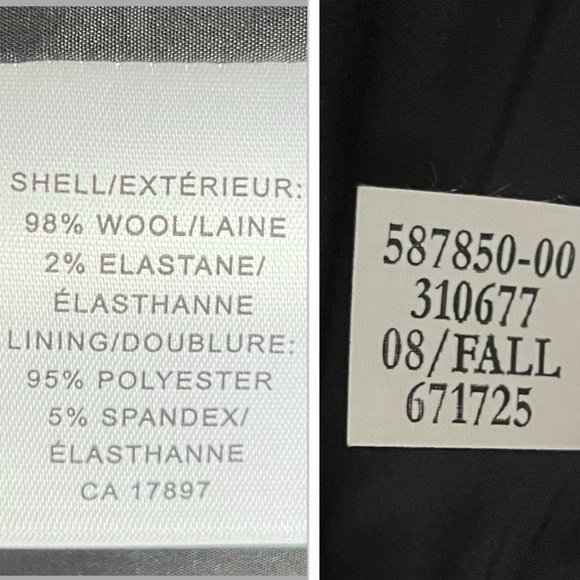 SHELL/EXTÉRIEUR:
98% WOOL/LAINE
2% ELASTANE/
ÉLASTHANNE
LINING/DOUBLURE:
95% POLYESTER
5% SPANDEX/
ÉLASTHANNE
CA 17897
587850-00
310677
08/FALL
671725